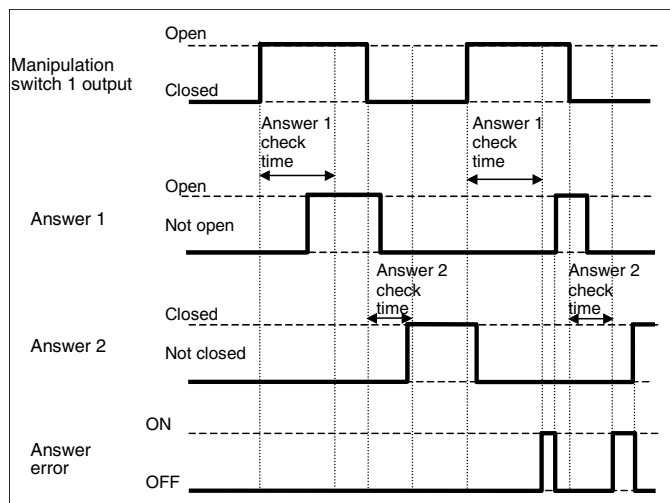 Manipulation
switch 1 output
Open
Closed
Answer 1
check
time
Answer 1
check
time
Answer 1
Open
Not open
Answer 2
check
time
Answer 2
check
time
Answer 2
Closed
Not closed
Answer
error
ON
OFF